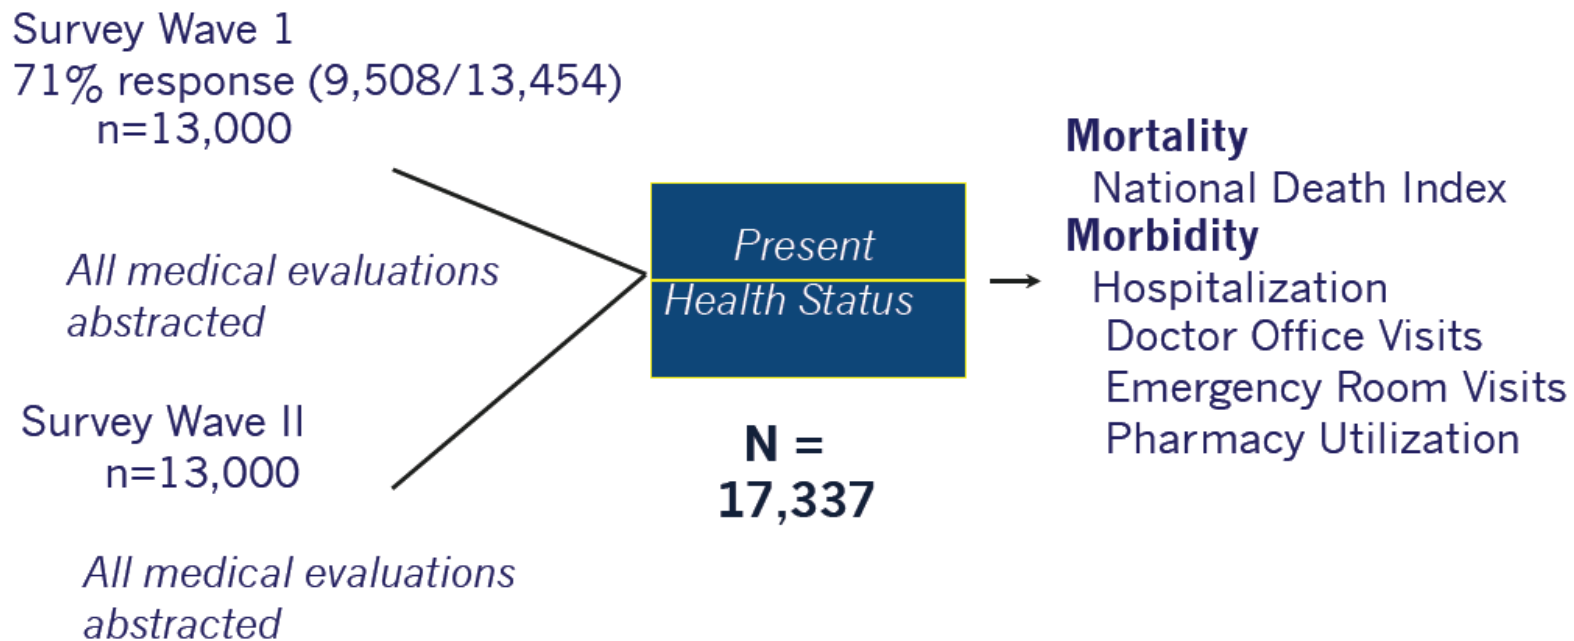 Survey Wave 1
71% response (9,508/13,454)
n=13,000
All medical evaluations
abstracted
Survey Wave II
n=13,000
All medical evaluations
abstracted
Present
Health Status
N =
17,337
Mortality
National Death Index
Morbidity
Hospitalization
Doctor Office Visits
Emergency Room Visits
Pharmacy Utilization